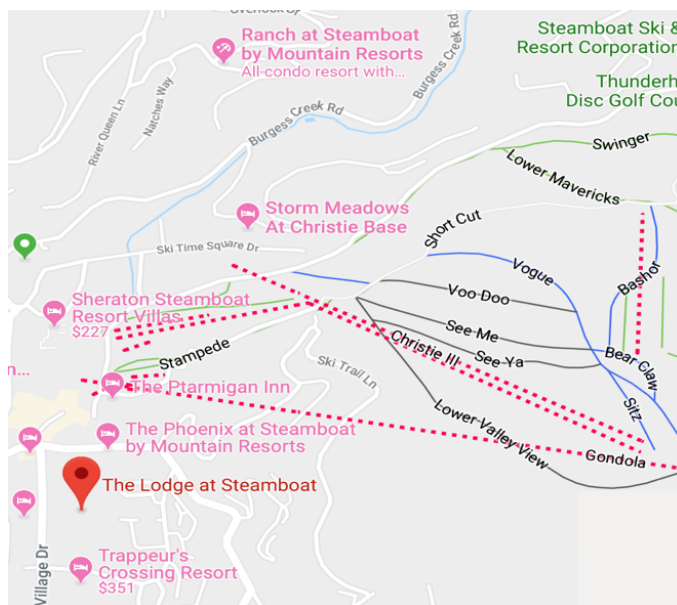 Overlook
Ranch at Steamboat
by Mountain Resorts
All-condo resort with...
Steamboat Ski &
Resort Corporation
Thunderh
Disc Golf Cou
Burgess Creek Rd
Natches Way
River Queen Ln
Burgess Creek Rd
Swinger
Lower Mavericks
Storm Meadows
At Christie Base
Short Cut
Ski Time Square Dr
Vogue
Bashor
Voo Doo
Sheraton Steamboat
Resort Villas
$227
See Me
Christie III
See Ya
Stampede
Bear Claw
n...
Ski Trail Ln
The Ptarmigan Inn
Sitz
Lower Valley View
The Phoenix at Steamboat
by Mountain Resorts
Gondola
The Lodge at Steamboat
Trappeur's
Crossing Resort
$351
Village Dr